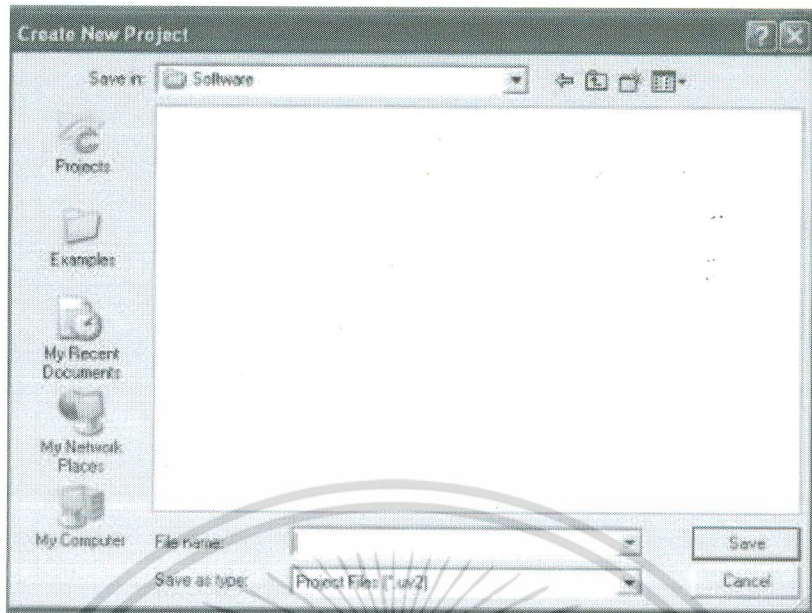 Create New Project
Save in: Software
Projects
Examples
My Recent
Documents
My Network
Places
My Computer
File name:
Save
Save as type: Project Files (*.uv2)
Cancel